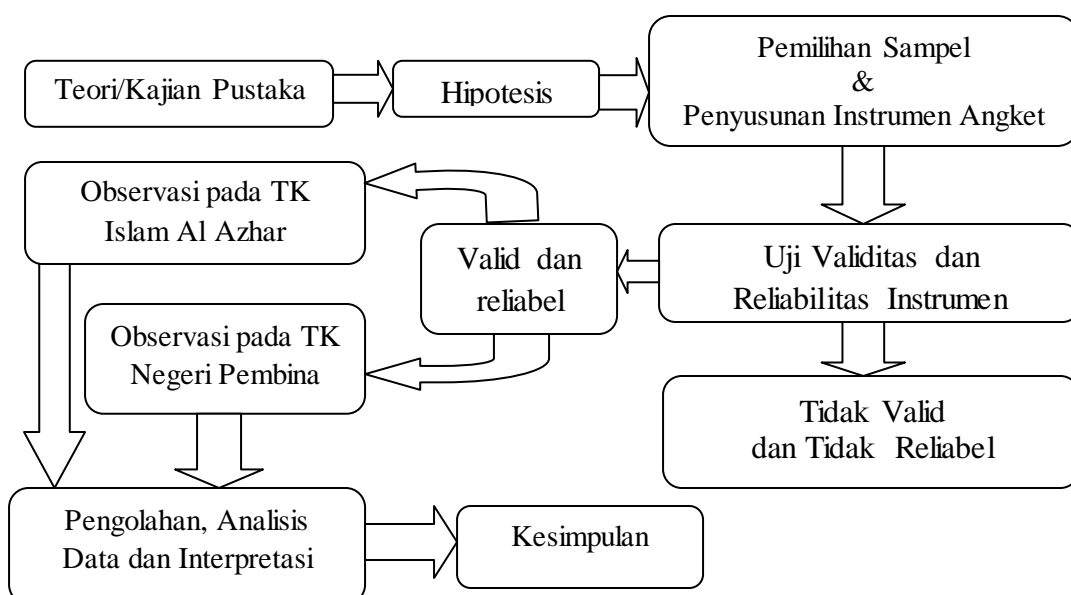 Teori/Kajian Pustaka
Hipotesis
Pemilihan Sampel
&
Penyusunan Instrumen Angket
Observasi pada TK
Islam Al Azhar
Valid dan
reliabel
Uji Validitas dan
Reliabilitas Instrumen
Observasi pada TK
Negeri Pembina
Tidak Valid
dan Tidak Reliabel
Pengolahan, Analisis
Data dan Interpretasi
Kesimpulan